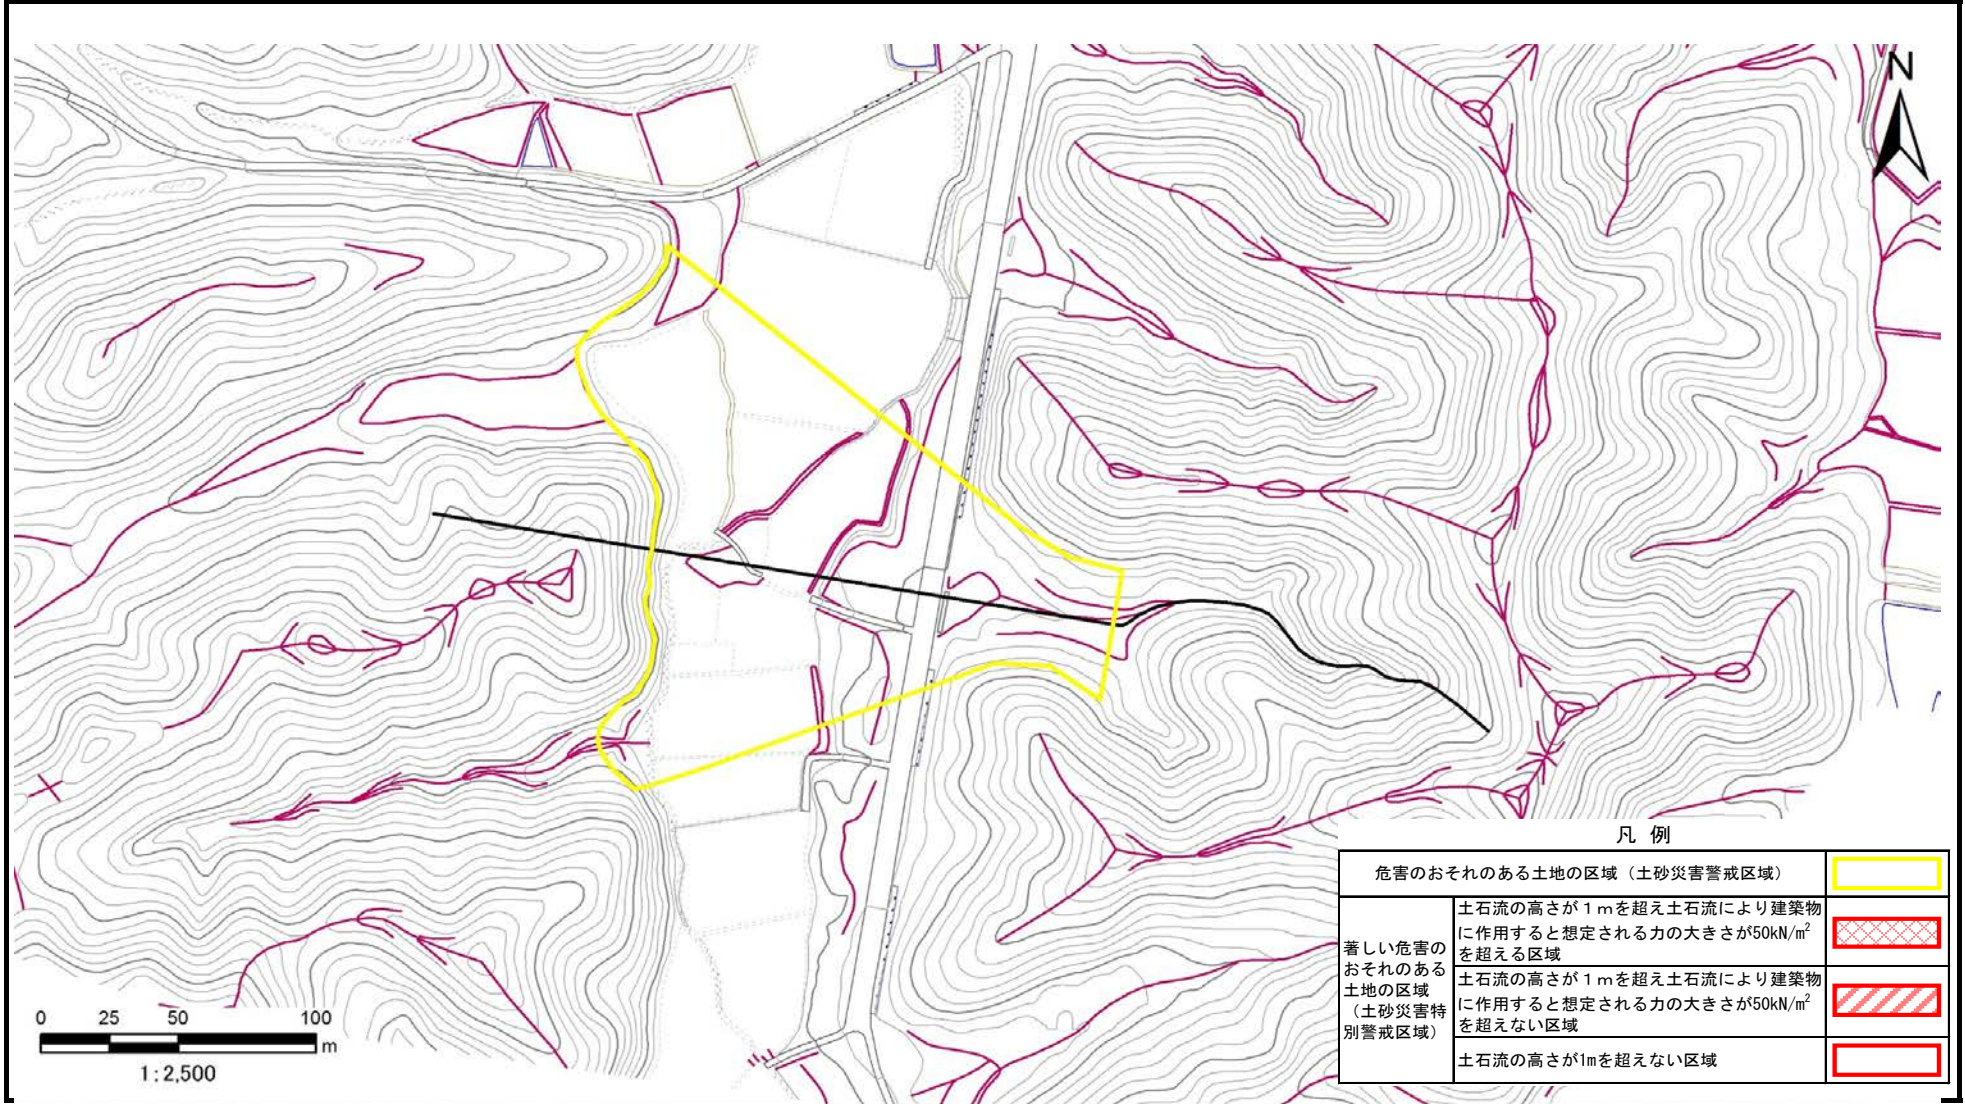 N
凡 例
危害のおそれのある土地の区域（土砂災害警戒区域）
著しい危害の
おそれのある
土地の区域
（土砂災害特
別警戒区域）
土石流の高さが１ｍを超え土石流により建築物
に作用すると想定される力の大きさが50kN/㎡
を超える区域
土石流の高さが１ｍを超え土石流により建築物
に作用すると想定される力の大きさが50kN/㎡
を超えない区域
土石流の高さが1mを超えない区域
0 25 50 100
m
1:2,500